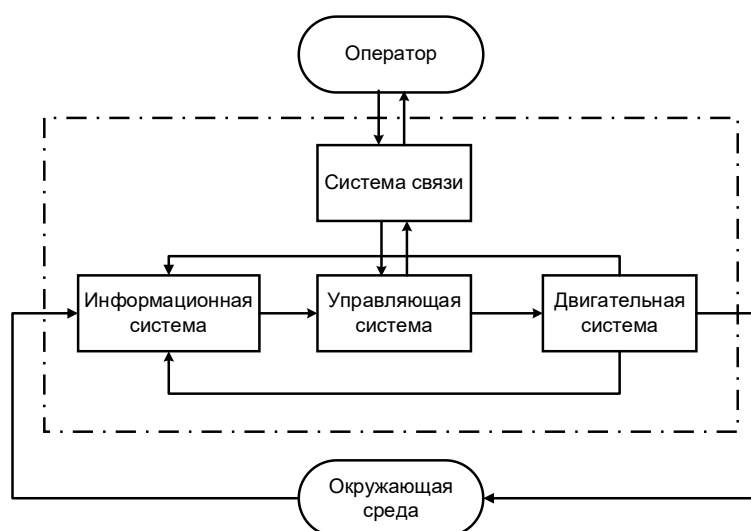 Оператор
Система связи
Информационная
система
Управляющая
система
Двигательная
система
Окружающая
среда